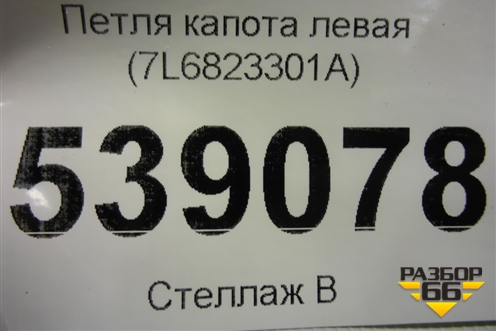 Петля капота левая
(7L6823301A)
539078
Стеллаж В
РАЗБОР
66